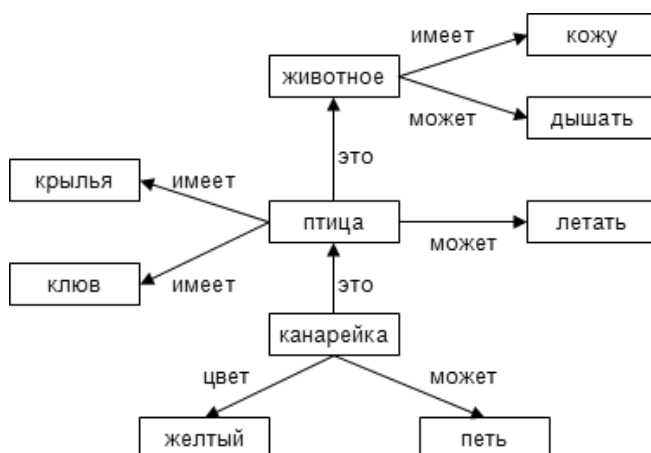 имеет
кожу
животное
может
дышать
это
крылья
имеет
птица
может
летать
клюв
имеет
это
канарейка
цвет
может
желтый
петь